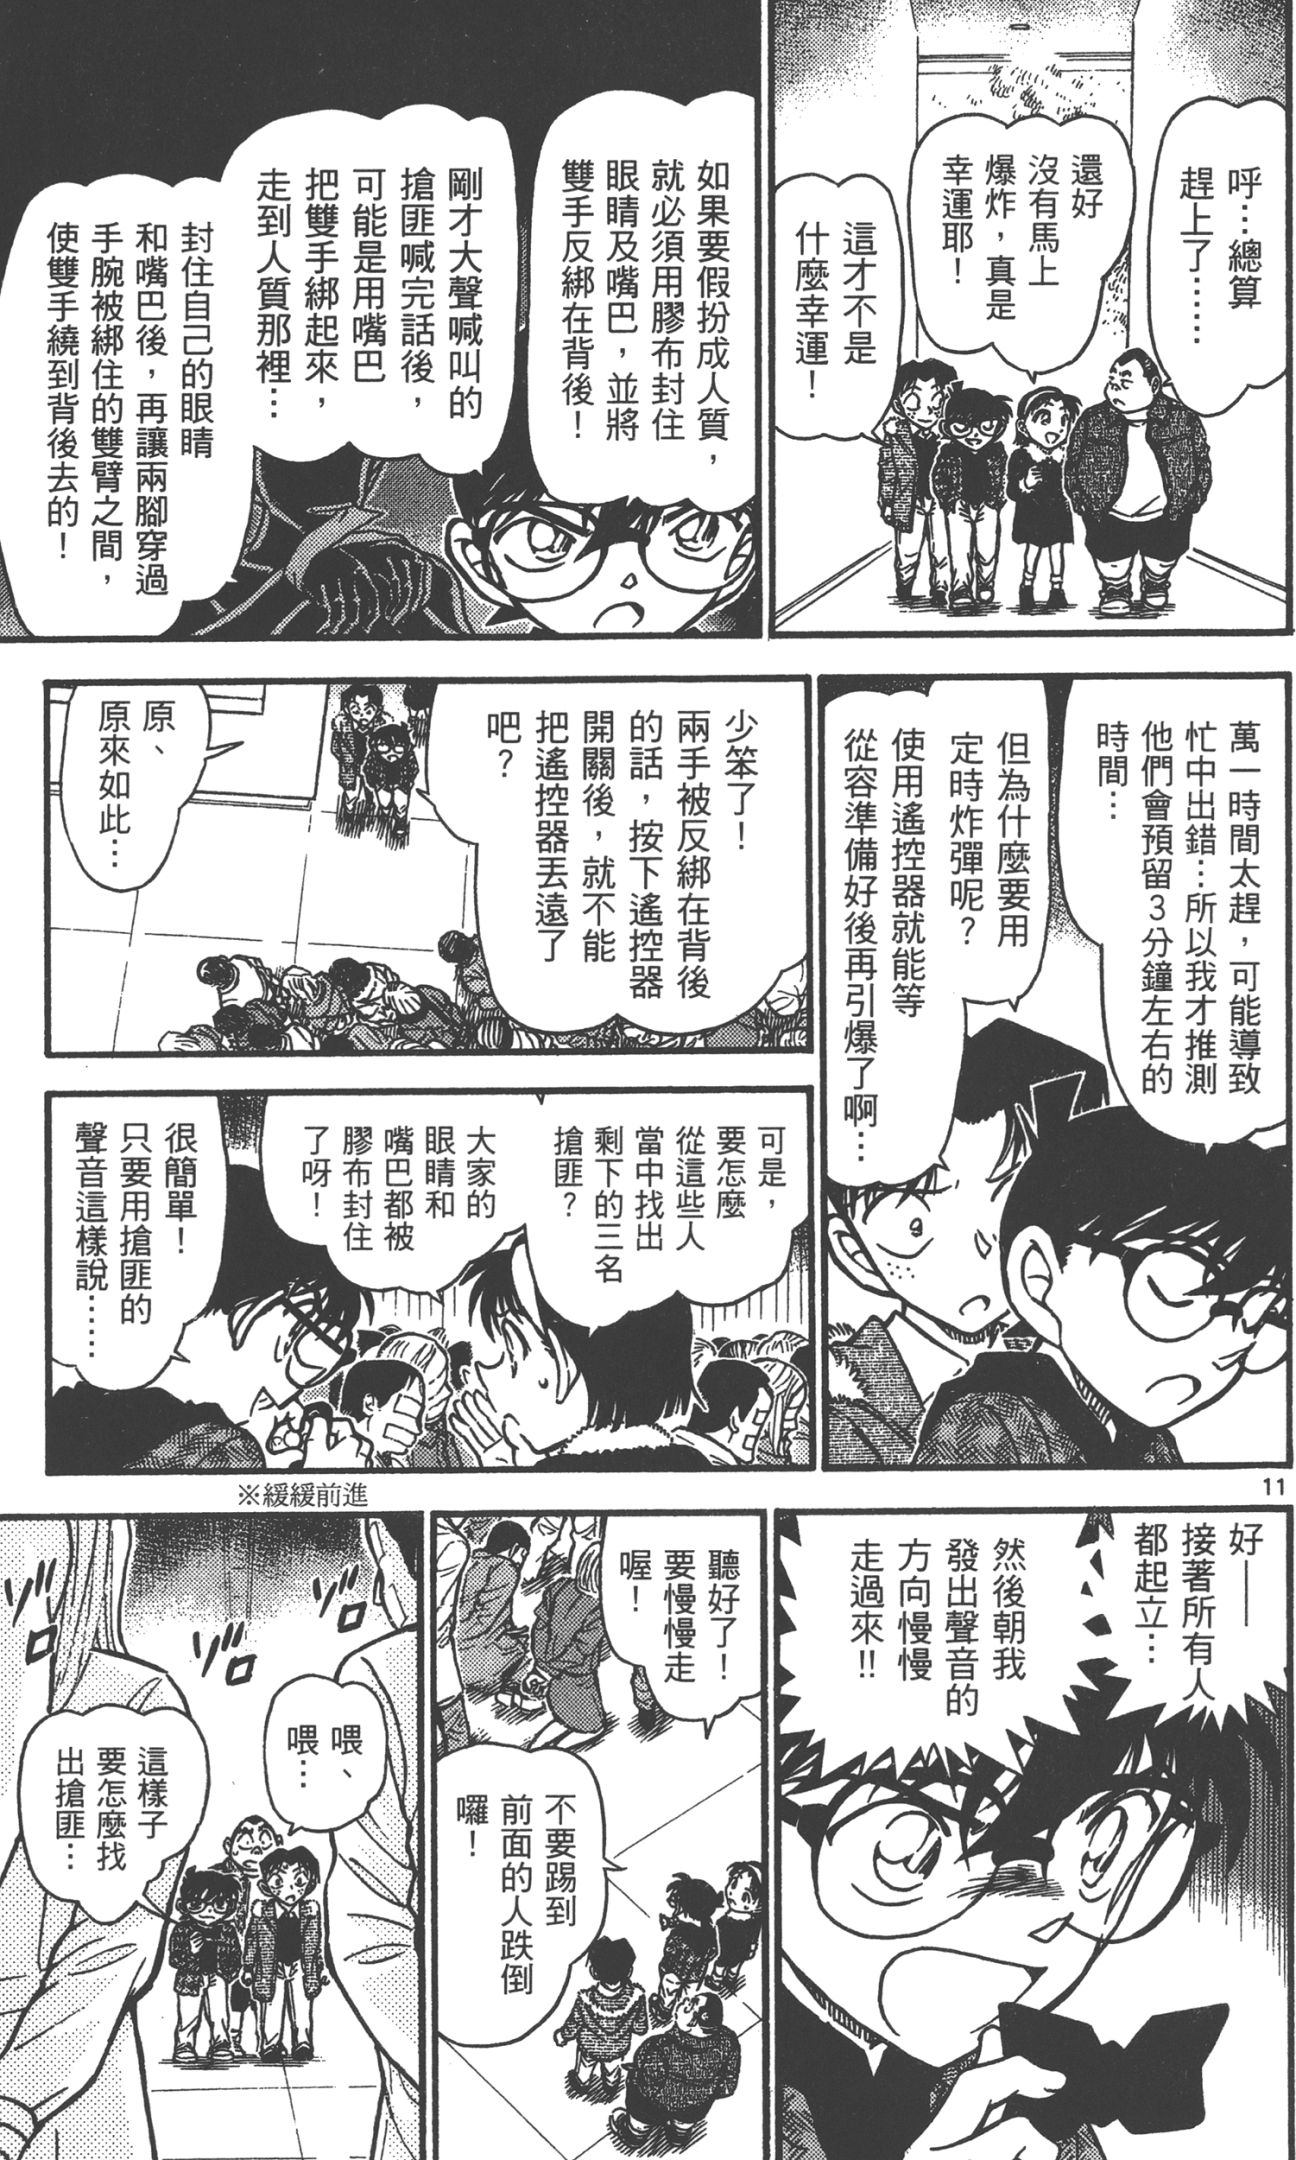 呼…總算
趕上了……
還好
沒有馬上
爆炸，真是
幸運耶！
這才不是
什麼幸運！
如果要假扮成人質，
就必須用膠布封住
眼睛及嘴巴，並將
雙手反綁在背後！
剛才大聲喊叫的
搶匪喊完話後，
可能是用嘴巴
把雙手綁起來，
走到人質那裡…
封住自己的眼睛
和嘴巴後，再讓兩腳穿過
手腕被綁住的雙臂之間，
使雙手繞到背後去的！
萬一時間太趕，可能導致
忙中出錯…所以我才推測
他們會預留3分鐘左右的
時間…
但為什麼要用
定時炸彈呢？
使用遙控器就能等
從容準備好後再引爆了啊…
少笨了！
兩手被反綁在背後
的話，按下遙控器
開關後，就不能
把遙控器丟遠了
吧？
原、
原來如此…
可是，
要怎麼
從這些人
當中找出
剩下的三名
搶匪？
大家的
眼睛和
嘴巴都被
膠布封住
了呀！
很簡單！
只要用搶匪的
聲音這樣說……
11
好——
接著所有人
都起立…
然後朝我
發出聲音的
方向慢慢
走過來!!
聽好了！
要慢慢走
喔！
不要踢到
前面的人跌倒
囉！
※緩緩前進
ゾロ
ゾロ
ゾロ
喂、
喂…
這樣子
要怎麼找
出搶匪…